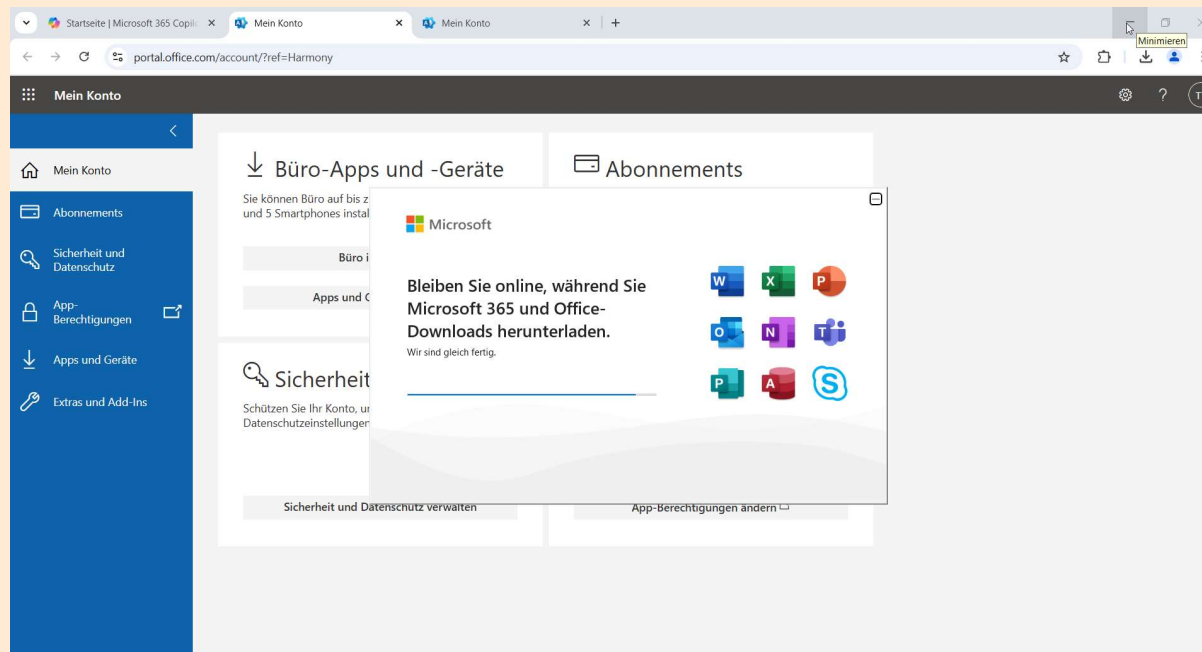 Startseite | Microsoft 365 Copil
Mein Konto
Mein Konto
Minimieren
portal.office.com/account/?ref=Harmony
Mein Konto
?
Mein Konto
Abonnements
Sicherheit und
Datenschutz
App-
Berechtigungen
Apps und Geräte
Extras und Add-Ins
Büro-Apps und -Geräte
Sie können Büro auf bis z
und 5 Smartphones instal
Büro i
Apps und G
Abonnements
Microsoft
Bleiben Sie online, während Sie
Microsoft 365 und Office-
Downloads herunterladen.
Wir sind gleich fertig.
W X P
O N T
P A S
Sicherheit
Schützen Sie Ihr Konto, un
Datenschutzeinstellungen
Sicherheit und Datenschutz verwalten
App-Berechtigungen ändern